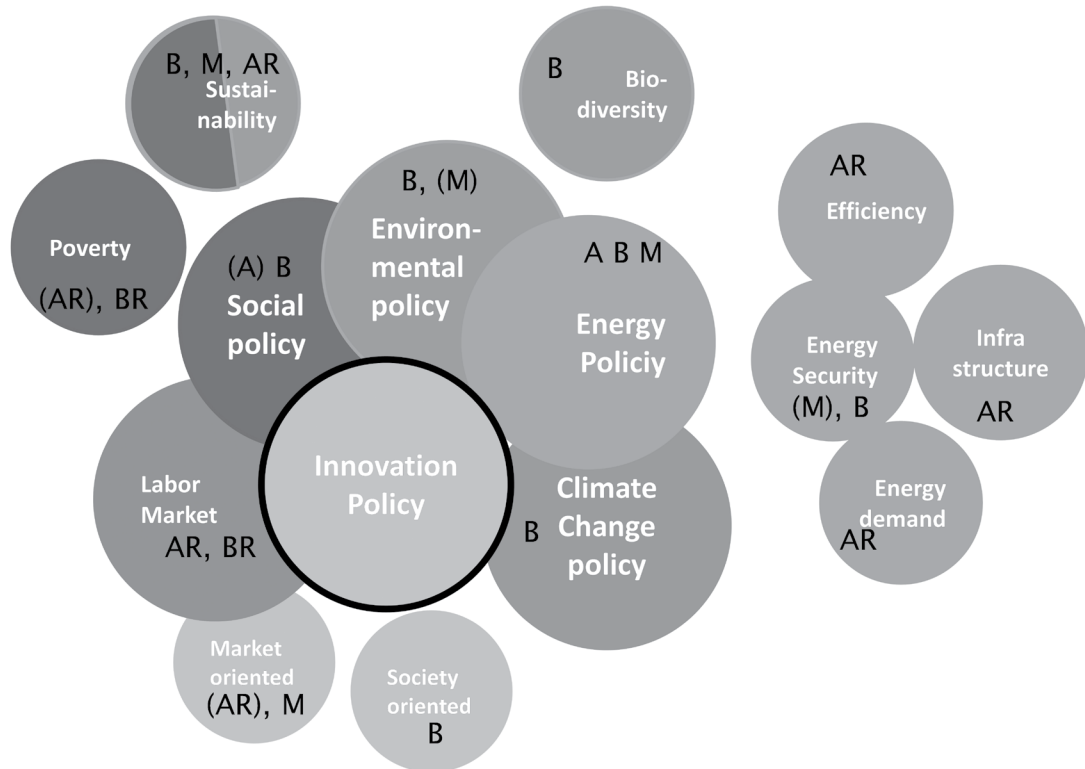 B, M, AR
Sustai-
nability
B
Bio-
diversity
AR
Efficiency
B, (M)
Environ-
mental
policy
Poverty
(AR), BR
(A) B
Social
policy
A B M
Energy
Policiy
Energy
Security
(M), B
Infra
structure
AR
Energy
demand
AR
Labor
Market
AR, BR
Innovation
Policy
Climate
Change
policy
B
Market
oriented
(AR), M
Society
oriented
B